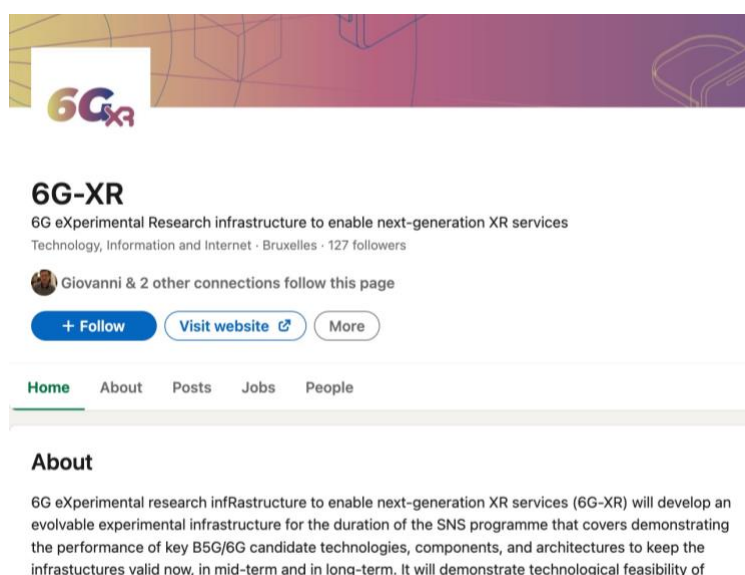 6GXR
6G-XR
6G eXperimental Research infrastructure to enable next-generation XR services
Technology, Information and Internet · Bruxelles · 127 followers
Giovanni & 2 other connections follow this page
+ Follow Visit website More
Home About Posts Jobs People
About
6G eXperimental research infRastructure to enable next-generation XR services (6G-XR) will develop an
evolvable experimental infrastructure for the duration of the SNS programme that covers demonstrating
the performance of key B5G/6G candidate technologies, components, and architectures to keep the
infrastuctures valid now, in mid-term and in long-term. It will demonstrate technological feasibility of